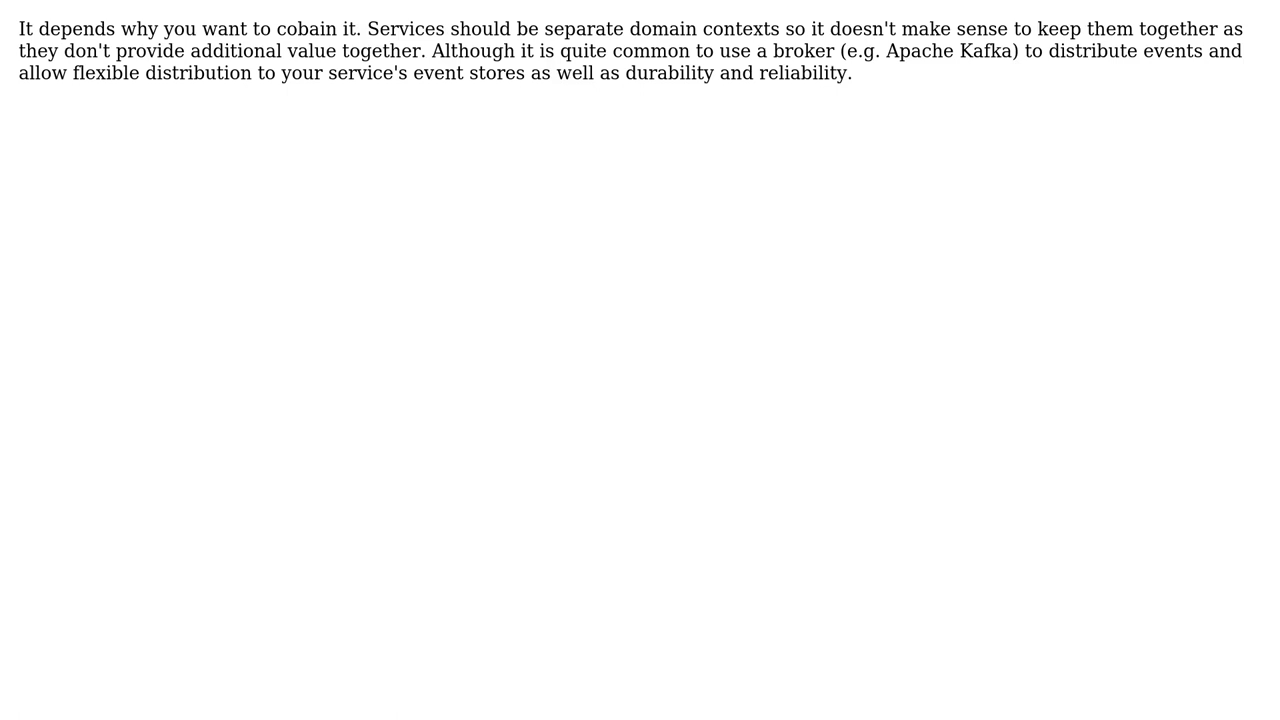 It depends why you want to cobain it. Services should be separate domain contexts so it doesn't make sense to keep them together as
they don't provide additional value together. Although it is quite common to use a broker (e.g. Apache Kafka) to distribute events and
allow flexible distribution to your service's event stores as well as durability and reliability.